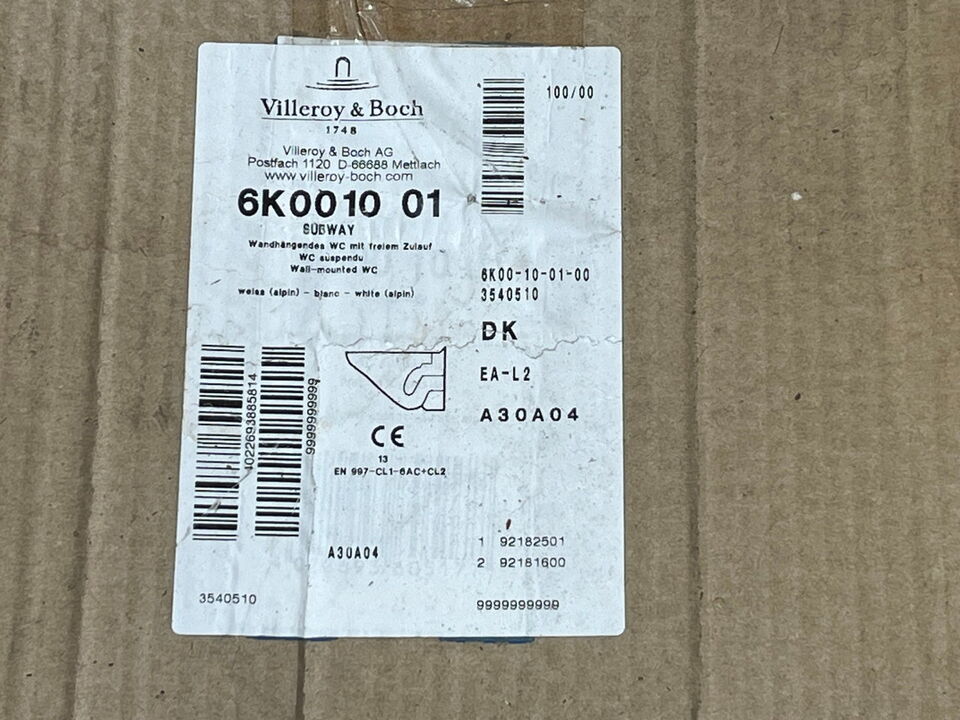 Villeroy & Boch
1748
Villeroy & Boch AG
Postfach 1120 D-66688 Mettlach
www.villeroy-boch.com
6K0010 01
SUBWAY
Wandhängendes WC mit freiem Zulauf
WC suspendu
Wall-mounted WC
weiss (alpin) - blanc - white (alpin)
100/00
6K00-10-01-00
3540510
DK
EA-L2
A30A04
4022693885814
9999999999
CE
13
EN 997-CL1-6AC+CL2
A30A04
1 92182501
2 92181600
3540510
9999999999